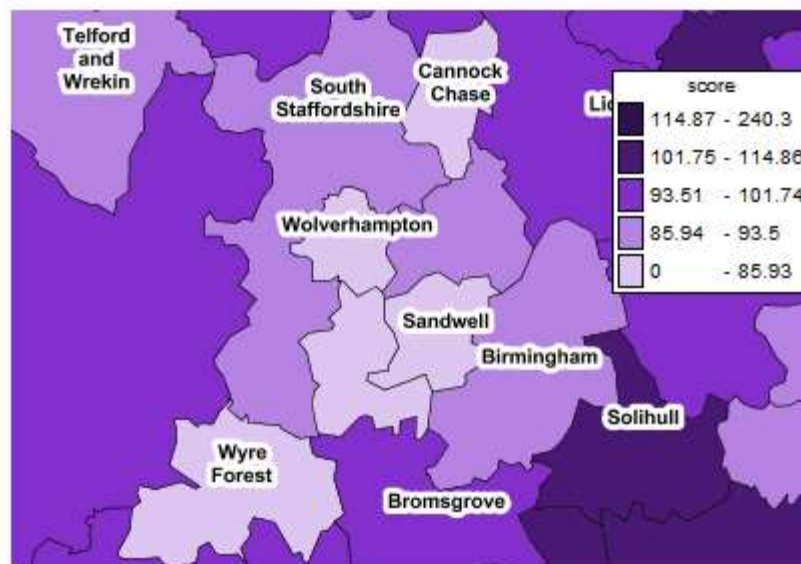 Telford
and
Wrekin
South
Staffordshire
Cannock
Chase
score
114.87 - 240.3
101.75 - 114.86
93.51 - 101.74
85.94 - 93.5
0 - 85.93
Wolverhampton
Sandwell
Birmingham
Solihull
Wyre
Forest
Bromsgrove